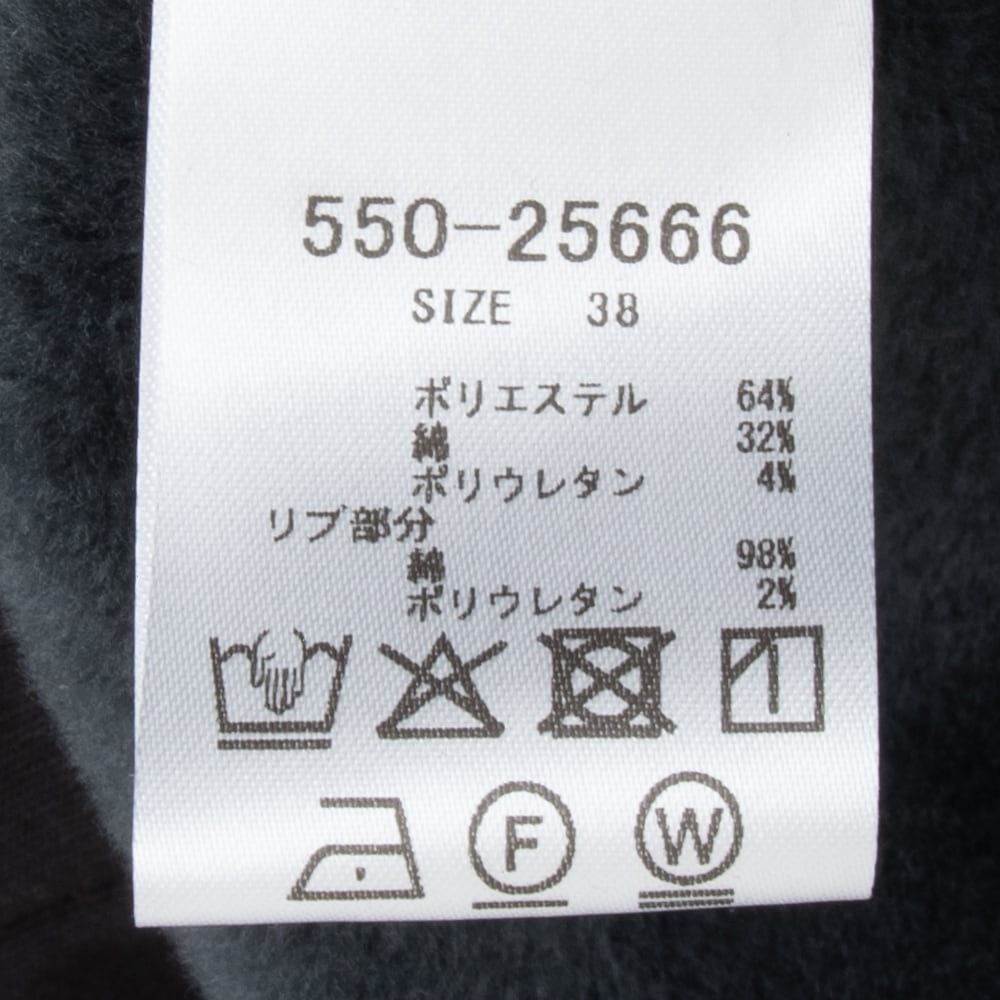 550-25666
SIZE 38
ポリエステル 64%
綿 32%
ポリウレタン 4%
リブ部分
綿 98%
ポリウレタン 2%
F W